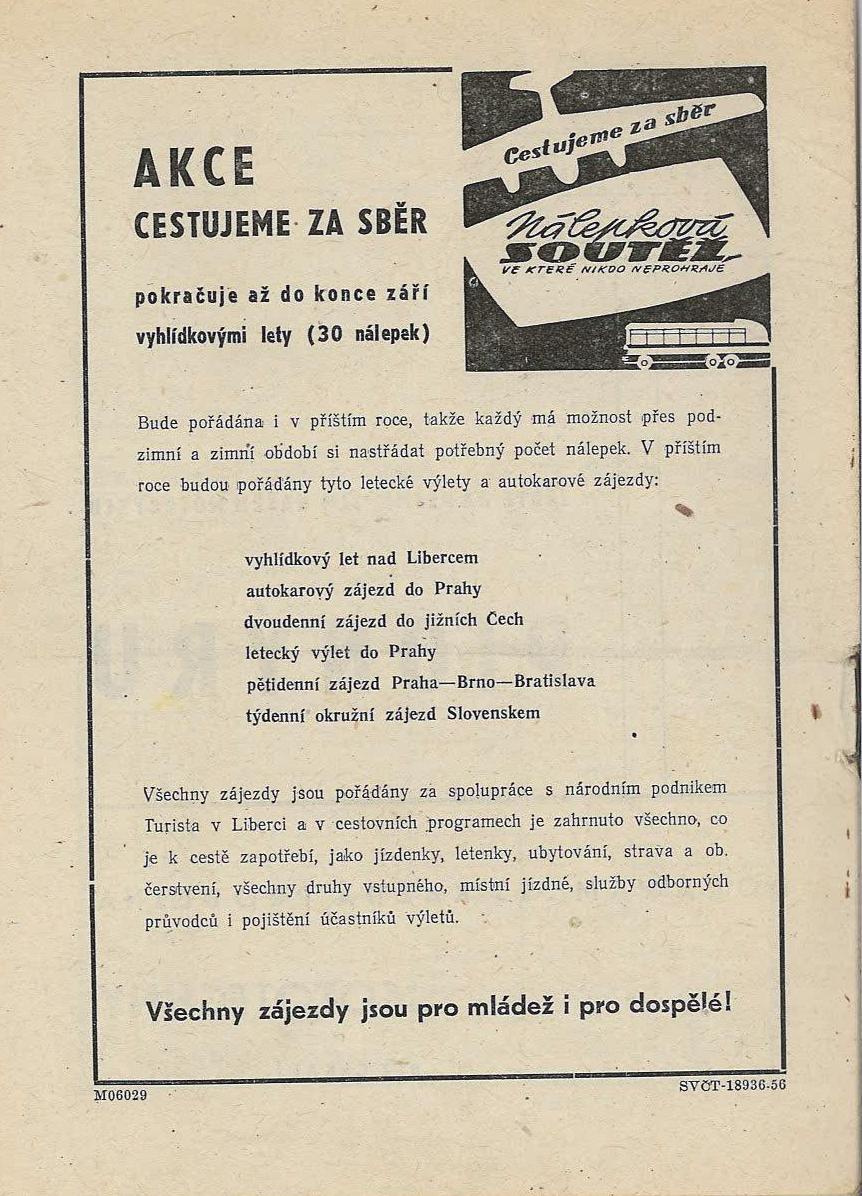 AKCE
CESTUJEME ZA SBĚR
pokračuje až do konce září
vyhlídkovými lety (30 nálepek)
Cestujeme za sběr
Nálepková
SOUTĚŽ,
VE KTERÉ NIKDO NEPROHRAJE
Bude pořádána i v příštím roce, takže každý má možnost přes pod-
zimní a zimní období si nastřádat potřebný počet nálepek. V příštím
roce budou pořádány tyto letecké výlety a autokarové zájezdy:
vyhlídkový let nad Libercem
autokarový zájezd do Prahy
dvoudenní zájezd do jižních Čech
letecký výlet do Prahy
pětidenní zájezd Praha—Brno—Bratislava
týdenní okružní zájezd Slovenskem
Všechny zájezdy jsou pořádány za spolupráce s národním podnikem
Turista v Liberci a v cestovních programech je zahrnuto všechno, co
je k cestě zapotřebí, jako jízdenky, letenky, ubytování, strava a ob.
čerstvení, všechny druhy vstupného, místní jízdné, služby odborných
průvodců i pojištění účastníků výletů.
Všechny zájezdy jsou pro mládež i pro dospělé!
M06029
SVČT-18936-56